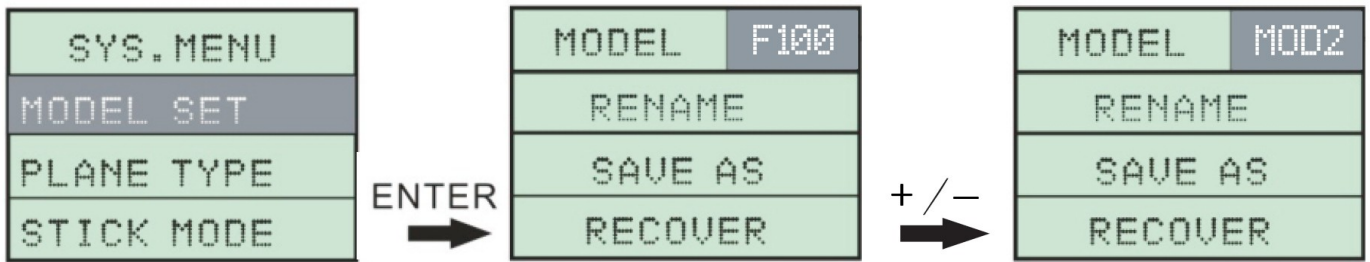 SYS.MENU
MODEL SET
PLANE TYPE
STICK MODE
ENTER
MODEL F100
RENAME
SAVE AS
RECOVER
+/−
MODEL MOD2
RENAME
SAVE AS
RECOVER